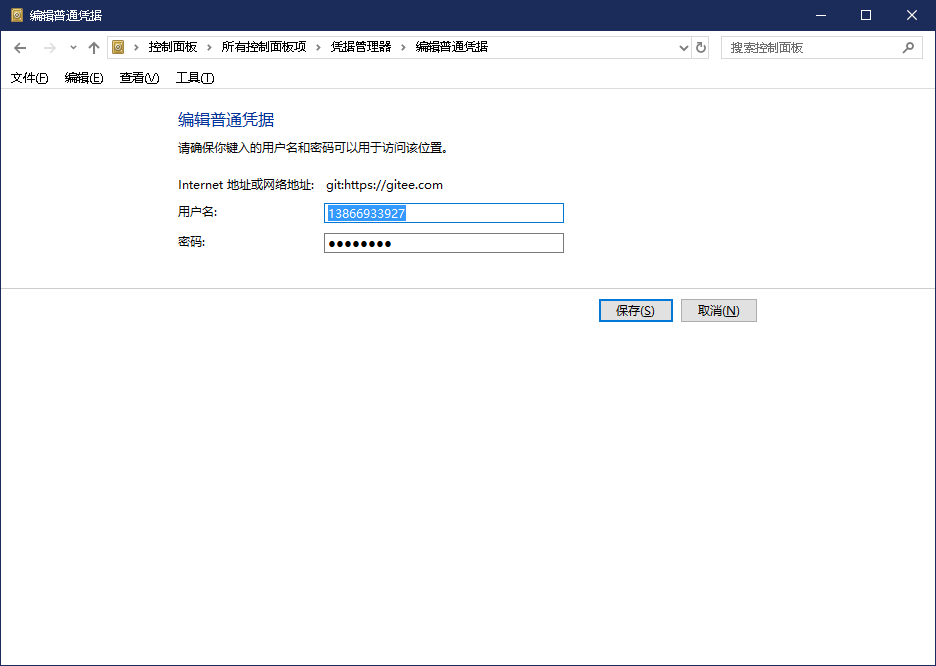 编辑普通凭据
控制面板 所有控制面板项 凭据管理器 编辑普通凭据 搜索控制面板
文件(F) 编辑(E) 查看(V) 工具(T)
编辑普通凭据
请确保你键入的用户名和密码可以用于访问该位置。
Internet 地址或网络地址: git:https://gitee.com
用户名: 13866933927
密码: ●●●●●●●●
保存(S) 取消(N)